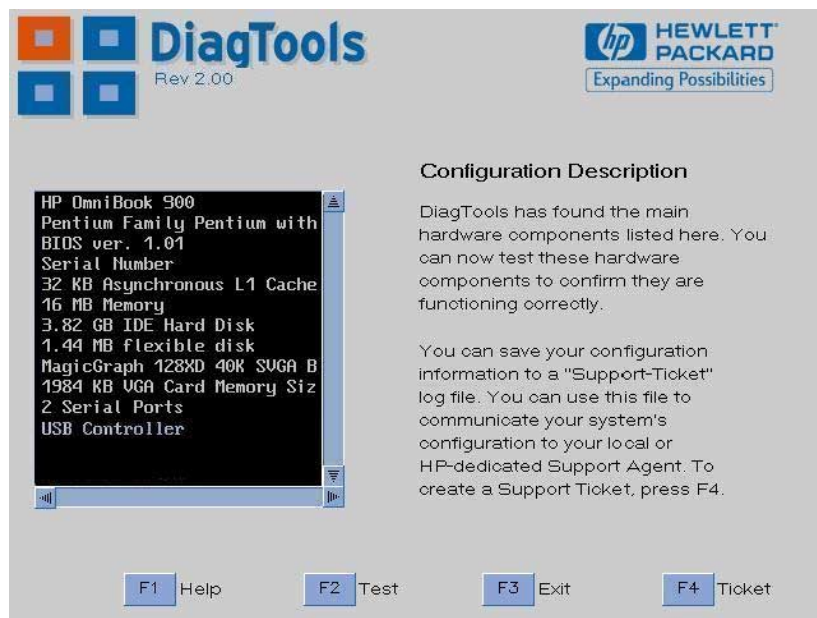 DiagTools
Rev 2.00
hp HEWLETT
PACKARD
Expanding Possibilities
HP OmniBook 900
Pentium Family Pentium with
BIOS ver. 1.01
Serial Number
32 KB Asynchronous L1 Cache
16 MB Memory
3.82 GB IDE Hard Disk
1.44 MB flexible disk
MagicGraph 128XD 40K SVGA B
1984 KB VGA Card Memory Siz
2 Serial Ports
USB Controller
Configuration Description
DiagTools has found the main
hardware components listed here. You
can now test these hardware
components to confirm they are
functioning correctly.
You can save your configuration
information to a "Support-Ticket"
log file. You can use this file to
communicate your system's
configuration to your local or
HP-dedicated Support Agent. To
create a Support Ticket, press F4.
F1 Help F2 Test F3 Exit F4 Ticket